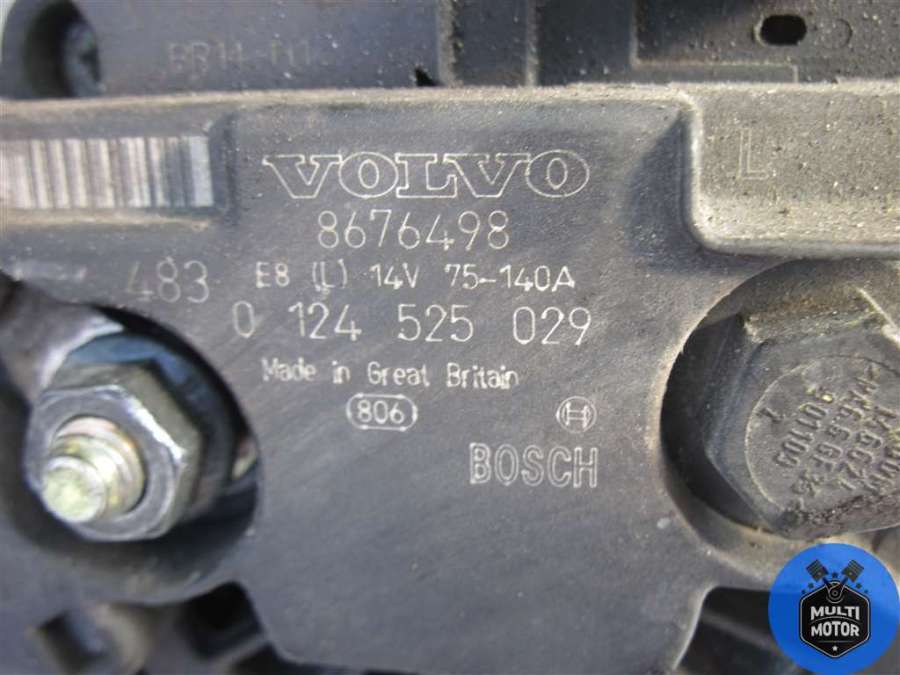 VOLVO
L
8676498
483
E8 (L) 14V 75-140A
0 124 525 029
Made in Great Britain
806
BOSCH
MULTI
MOTOR